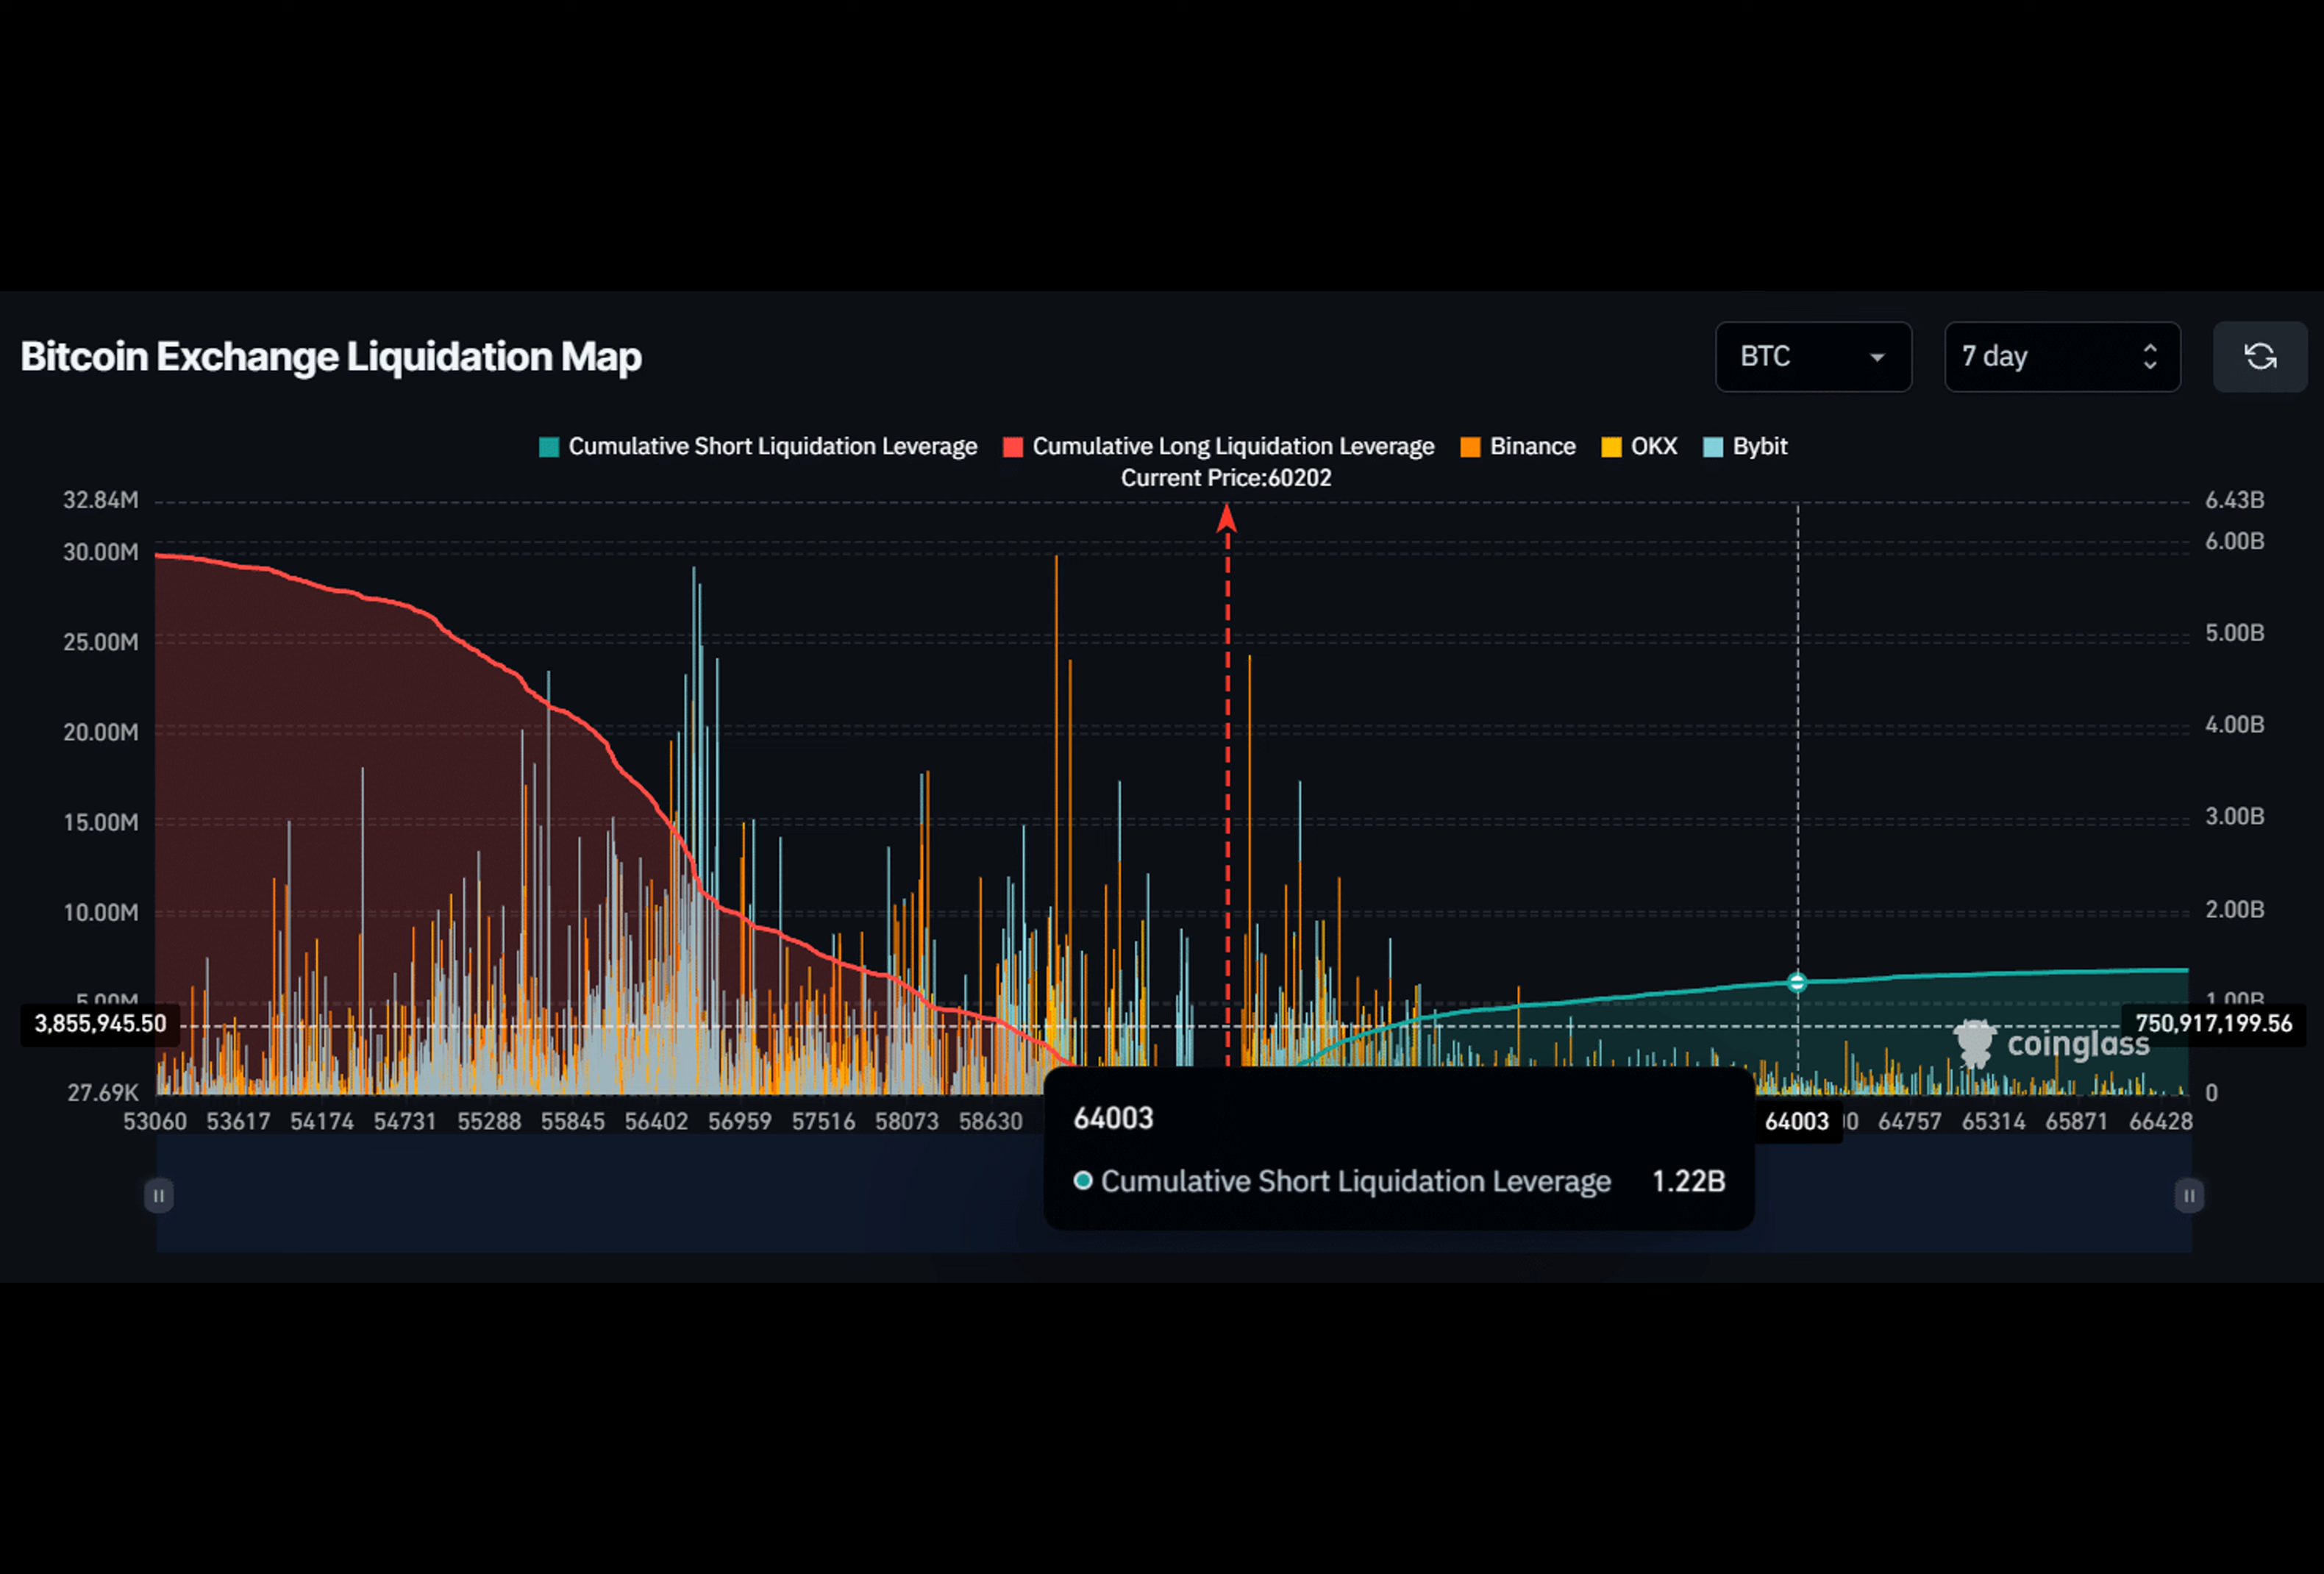 Bitcoin Exchange Liquidation Map
BTC
7 day
Cumulative Short Liquidation Leverage Cumulative Long Liquidation Leverage Binance OKX Bybit
Current Price:60202
32.84M
30.00M
25.00M
20.00M
15.00M
10.00M
5.00M
3,855,945.50
27.69K
6.43B
6.00B
5.00B
4.00B
3.00B
2.00B
1.00B
750,917,199.56
0
coinglass
53060 53617 54174 54731 55288 55845 56402 56959 57516 58073 58630 64003 64757 65314 65871 66428
64003
Cumulative Short Liquidation Leverage 1.22B